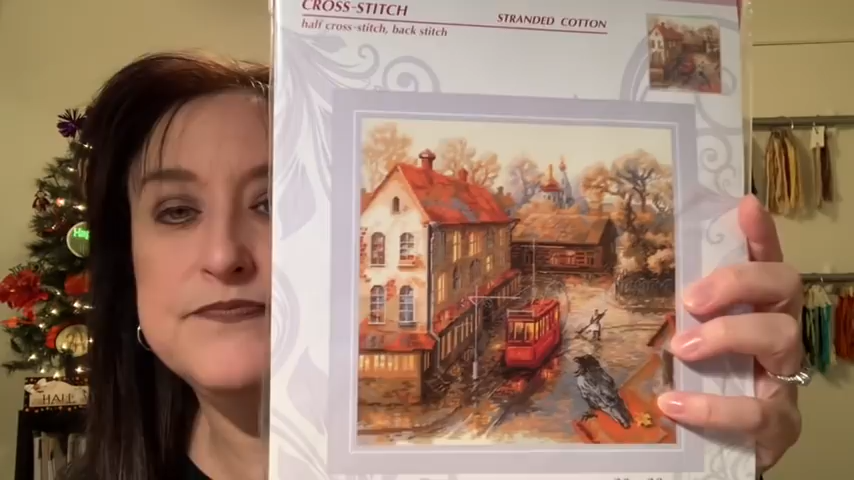 CROSS-STITCH
half cross-stitch, back stitch
STRANDED COTTON
HALL